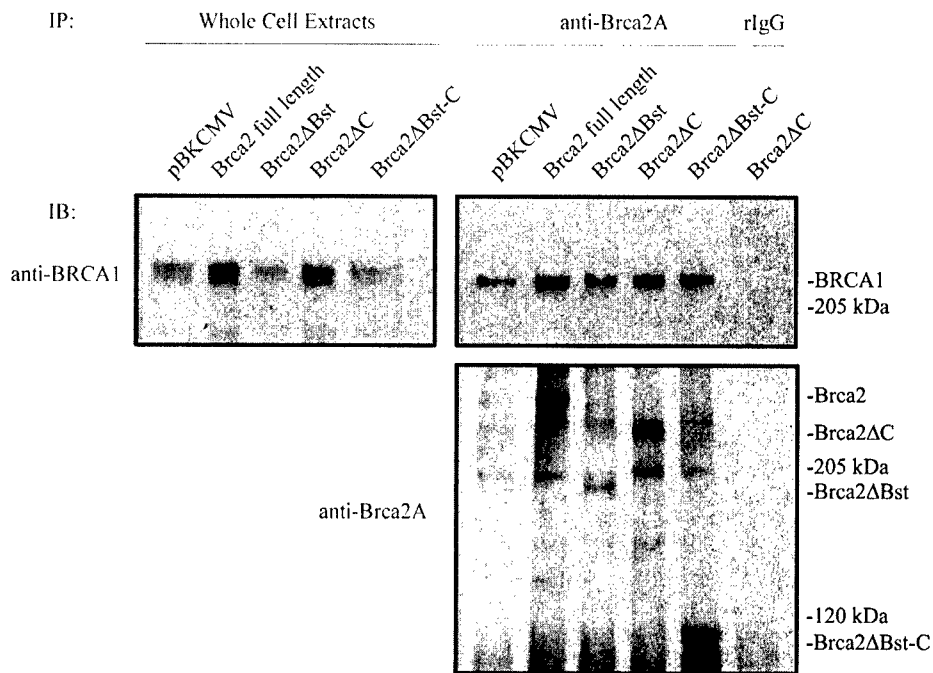 IP: Whole Cell Extracts anti-Brca2A rIgG
pBKCMV
Brca2 full length
Brca2ΔBst
Brca2ΔC
Brca2ΔBst-C
pBKCMV
Brca2 full length
Brca2ΔBst
Brca2ΔC
Brca2ΔBst-C
Brca2ΔC
IB:
anti-BRCA1
-BRCA1
-205 kDa
-Brca2
-Brca2ΔC
-205 kDa
-Brca2ΔBst
anti-Brca2A
-120 kDa
-Brca2ΔBst-C